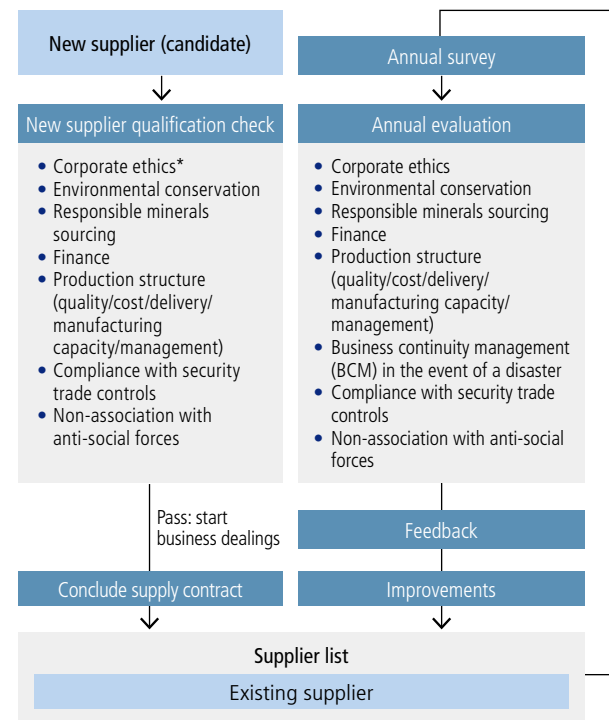 New supplier (candidate)
New supplier qualification check
• Corporate ethics*
• Environmental conservation
• Responsible minerals
sourcing
• Finance
• Production structure
(quality/cost/delivery/
manufacturing
capacity/management)
• Compliance with security
trade controls
• Non-association with
anti-social forces
Pass: start
business dealings
Conclude supply contract
Annual survey
Annual evaluation
• Corporate ethics
• Environmental conservation
• Responsible minerals sourcing
• Finance
• Production structure
(quality/cost/delivery/
manufacturing capacity/
management)
• Business continuity management
(BCM) in the event of a disaster
• Compliance with security trade
controls
• Non-association with anti-social
forces
Feedback
Improvements
Supplier list
Existing supplier